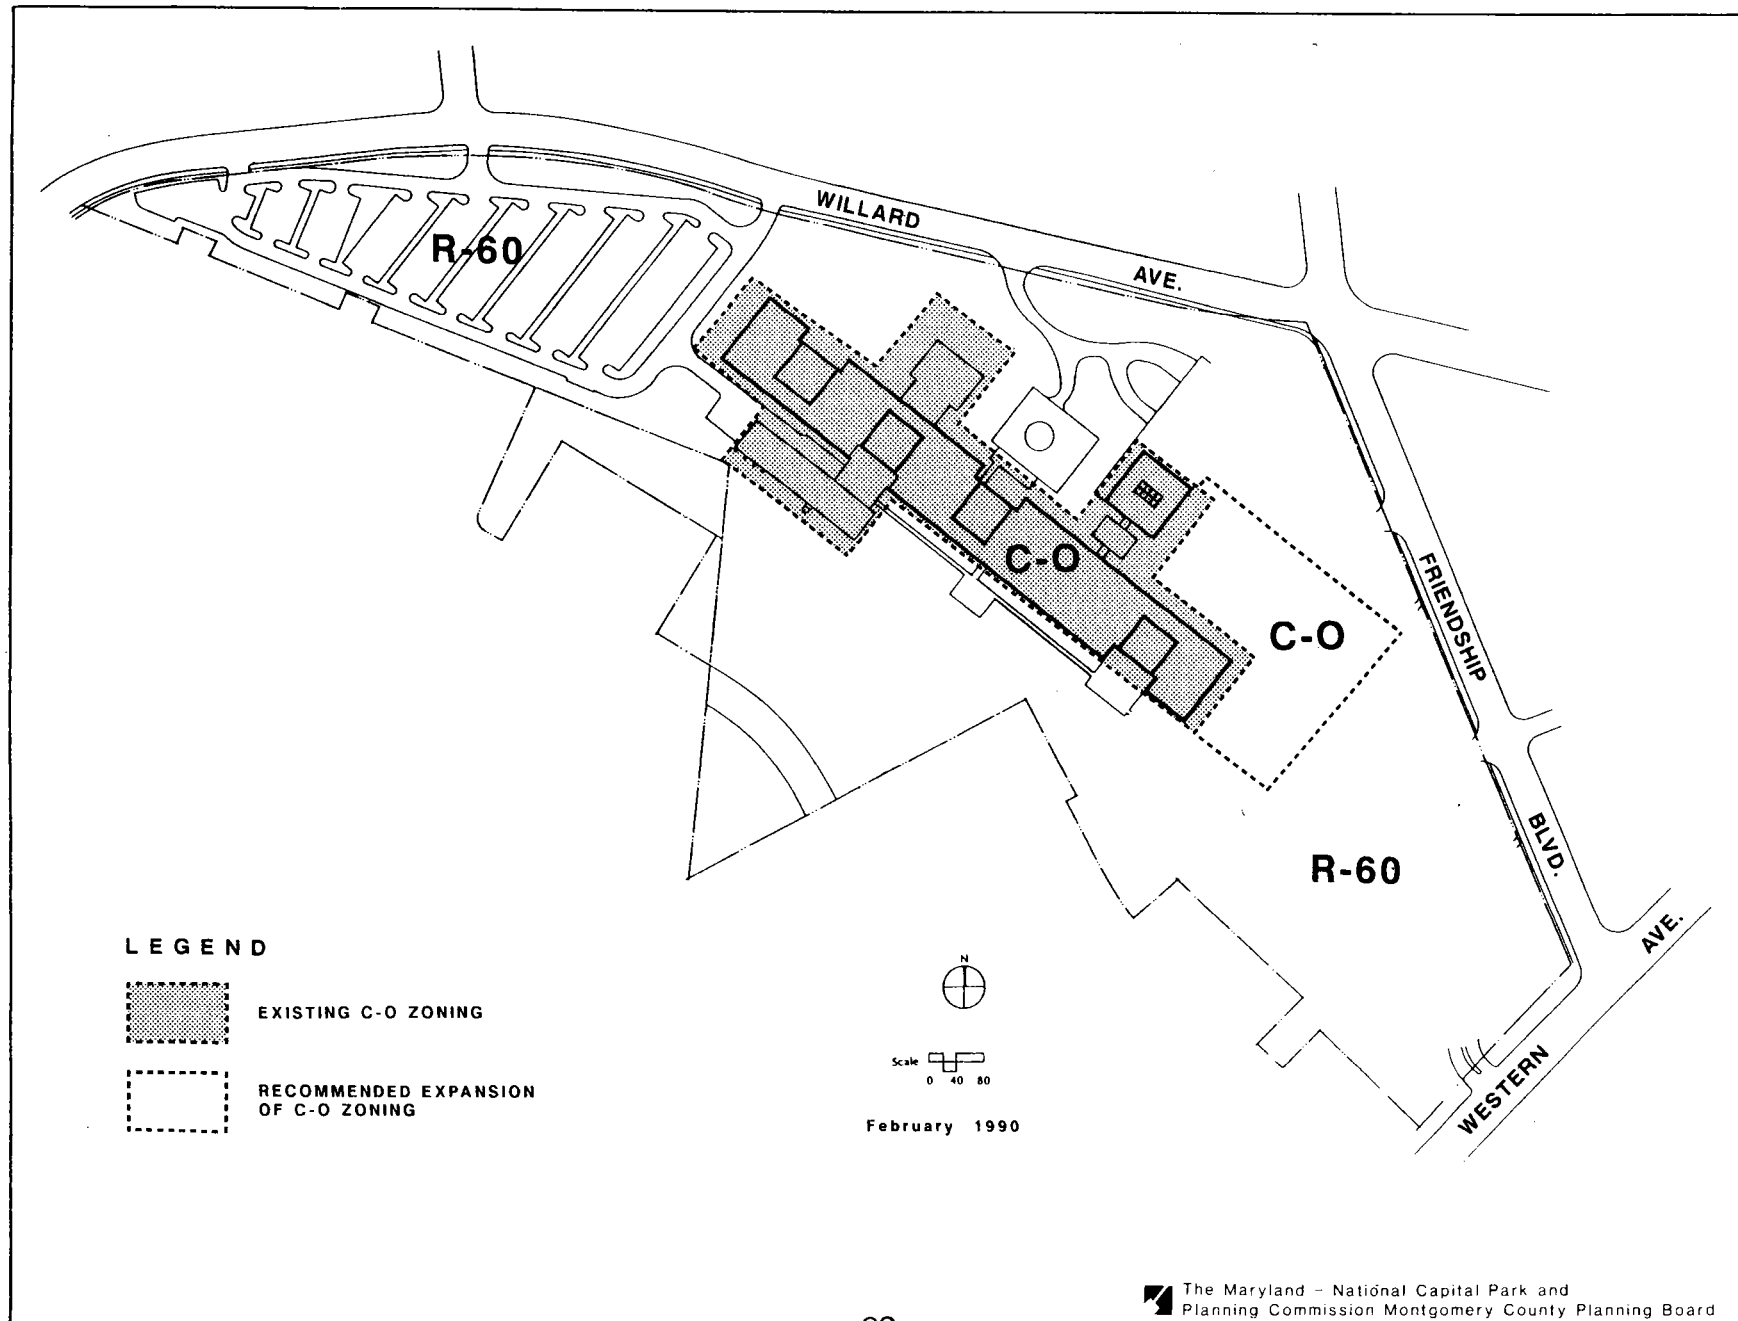 WILLARD
AVE.
R-60
C-O
C-O
FRIENDSHIP
BLVD.
R-60
AVE.
WESTERN
LEGEND
EXISTING C-O ZONING
RECOMMENDED EXPANSION
OF C-O ZONING
N
Scale
0 40 80
February 1990
The Maryland - National Capital Park and
Planning Commission Montgomery County Planning Board